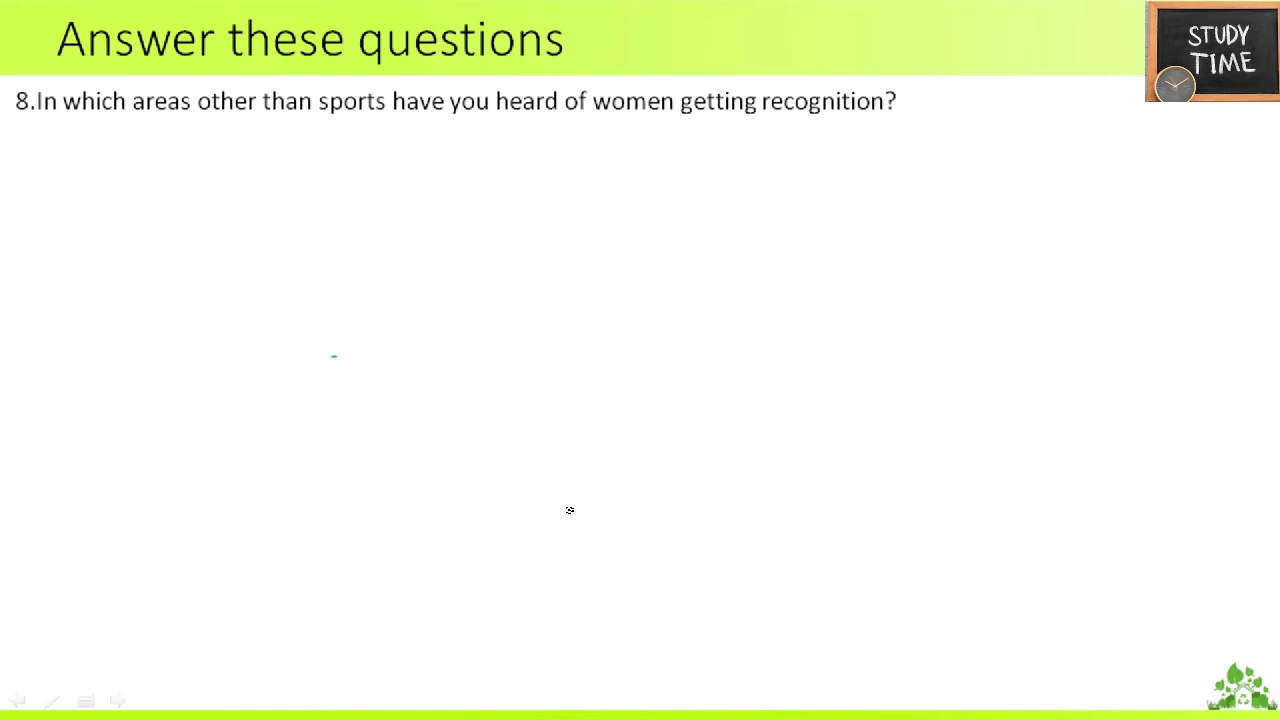 Answer these questions
STUDY
TIME
8.In which areas other than sports have you heard of women getting recognition?